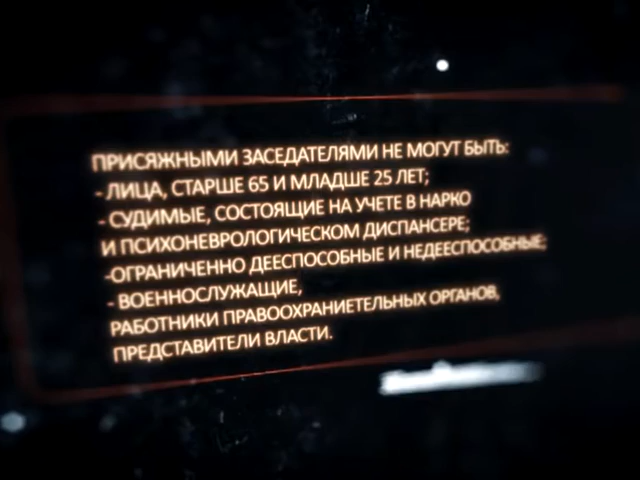 ПРИСЯЖНЫМИ ЗАСЕДАТЕЛЯМИ НЕ МОГУТ БЫТЬ:
- ЛИЦА, СТАРШЕ 65 И МЛАДШЕ 25 ЛЕТ;
- СУДИМЫЕ, СОСТОЯЩИЕ НА УЧЕТЕ В НАРКО
И ПСИХОНЕВРОЛОГИЧЕСКОМ ДИСПАНСЕРЕ;
-ОГРАНИЧЕННО ДЕЕСПОСОБНЫЕ И НЕДЕЕСПОСОБНЫЕ;
- ВОЕННОСЛУЖАЩИЕ,
РАБОТНИКИ ПРАВООХРАНИЕТЕЛЬНЫХ ОРГАНОВ,
ПРЕДСТАВИТЕЛИ ВЛАСТИ.